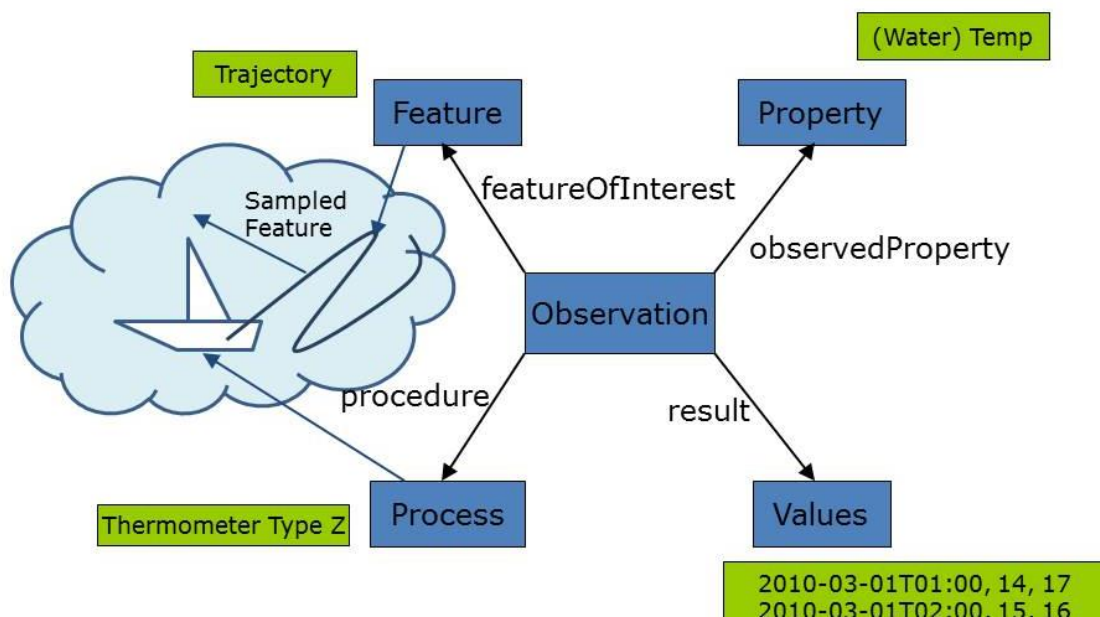 (Water) Temp
Trajectory
Feature
Property
Sampled
Feature
featureOfInterest
observedProperty
Observation
procedure
result
Thermometer Type Z
Process
Values
2010-03-01T01:00, 14, 17
2010-03-01T02:00, 15, 16